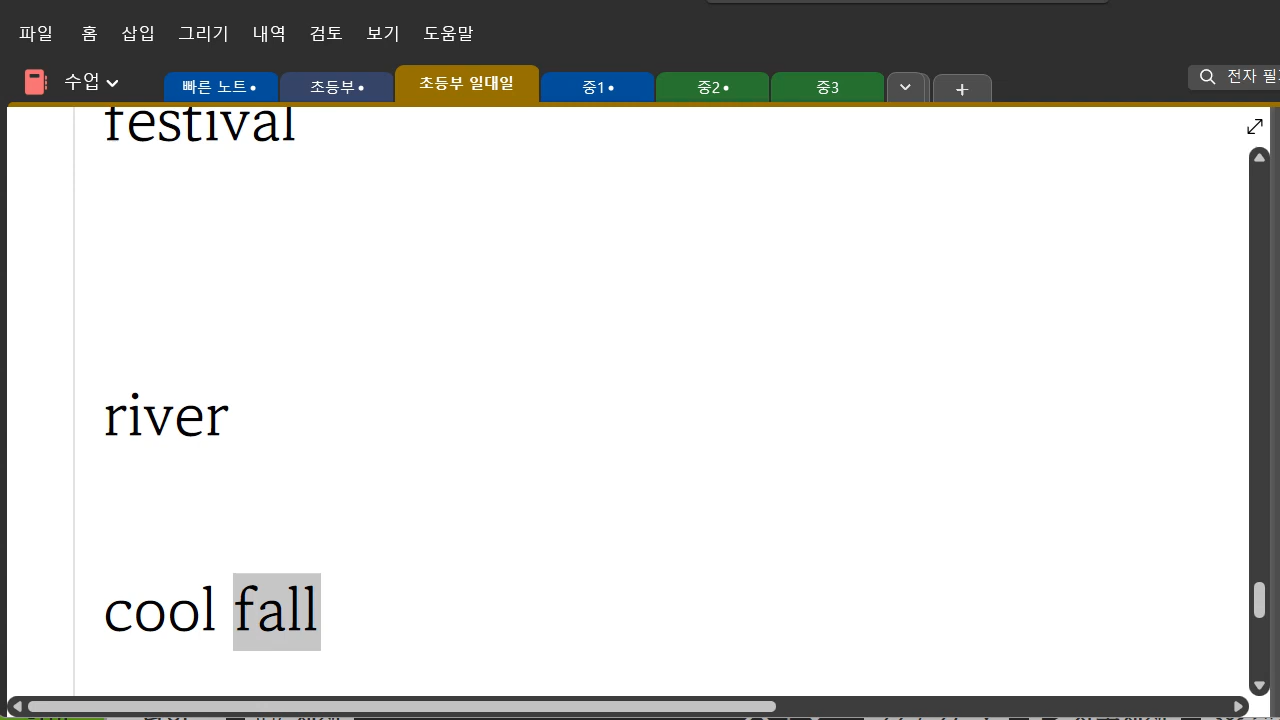 파일 홈 삽입 그리기 내역 검토 보기 도움말
수업 빠른 노트• 초등부• 초등부 일대일 중1• 중2• 중3 + 전자
festival
river
cool fall